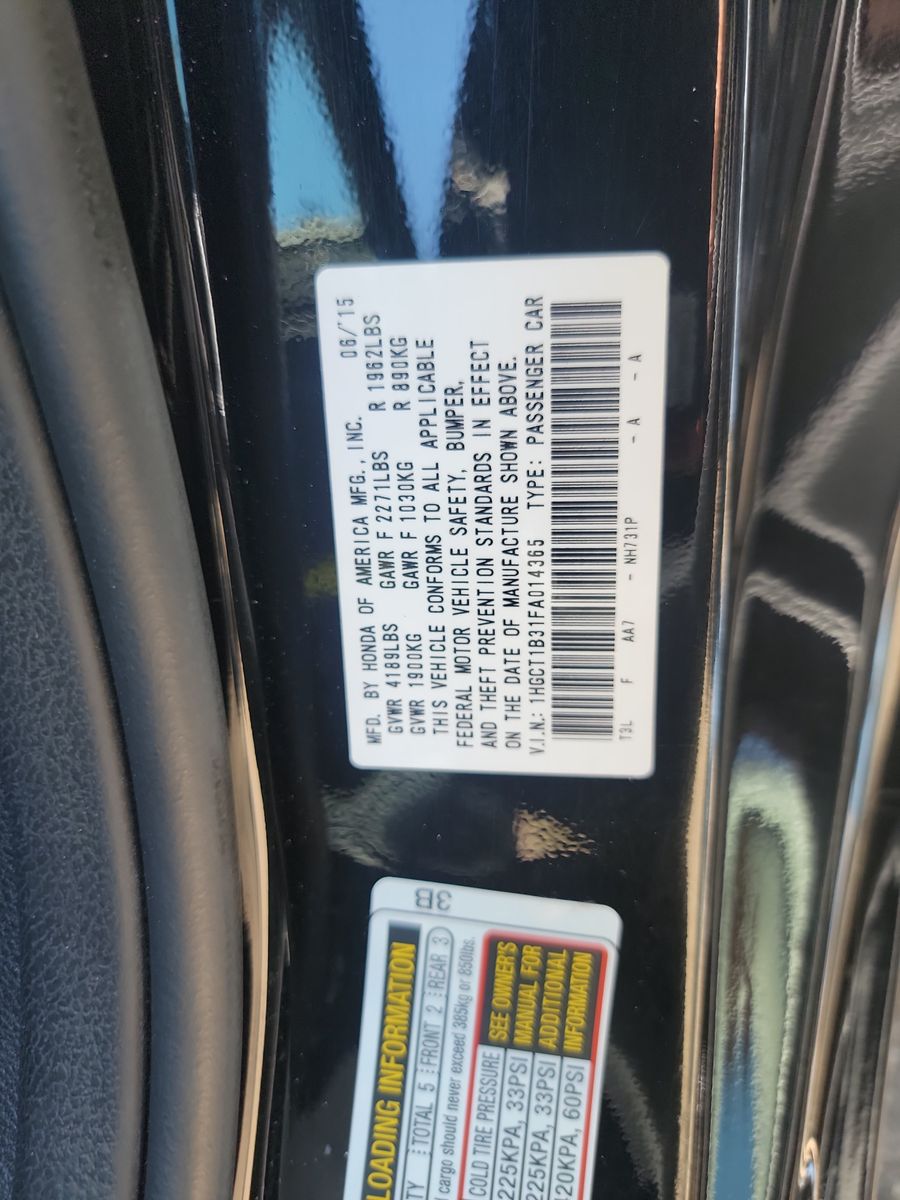 MFD. BY HONDA OF AMERICA MFG., INC. 06/'15
GVWR 4189LBS GAWR F 2271LBS R 1962LBS
GVWR 1900KG GAWR F 1030KG R 890KG
THIS VEHICLE CONFORMS TO ALL APPLICABLE
FEDERAL MOTOR VEHICLE SAFETY, BUMPER,
AND THEFT PREVENTION STANDARDS IN EFFECT
ON THE DATE OF MANUFACTURE SHOWN ABOVE.
V.I.N.: 1HGCT1B31FA014365 TYPE: PASSENGER CAR
T3L F AA7 - NH731P - A - A
B3
LOADING INFORMATION
TOTAL 5 FRONT 2 REAR 3
cargo should never exceed 385kg or 850lbs.
COLD TIRE PRESSURE
225KPA, 33PSI
225KPA, 33PSI
420KPA, 60PSI
SEE OWNER'S
MANUAL FOR
ADDITIONAL
INFORMATION